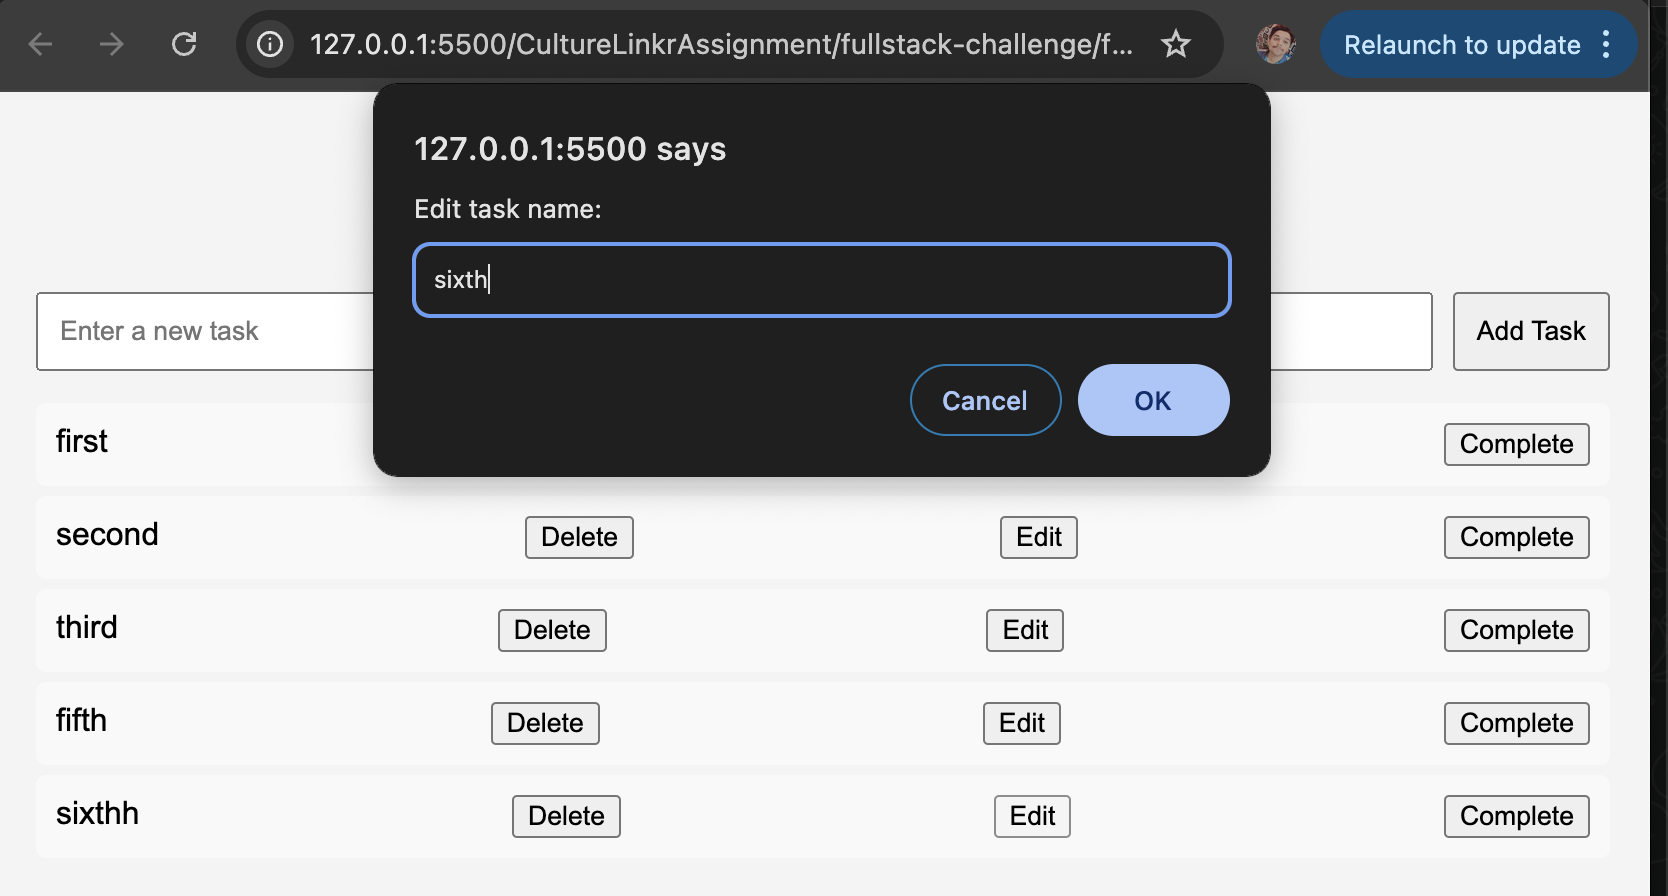 127.0.0.1:5500/CultureLinkrAssignment/fullstack-challenge/f...
Relaunch to update
127.0.0.1:5500 says
Edit task name:
sixth
Cancel OK
Enter a new task
Add Task
first Complete
second Delete Edit Complete
third Delete Edit Complete
fifth Delete Edit Complete
sixthh Delete Edit Complete